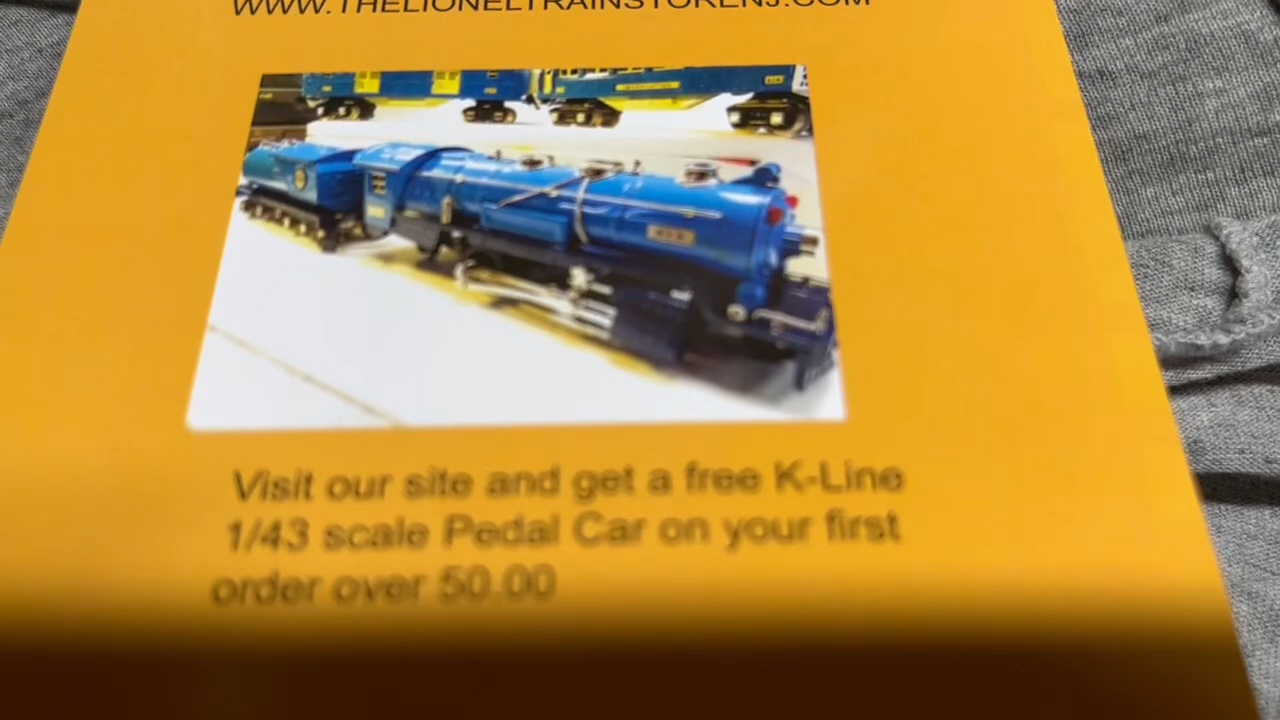 WWW.THELIONELTRAINSTORENJ.COM
Visit our site and get a free K-Line
1/43 scale Pedal Car on your first
order over 50.00